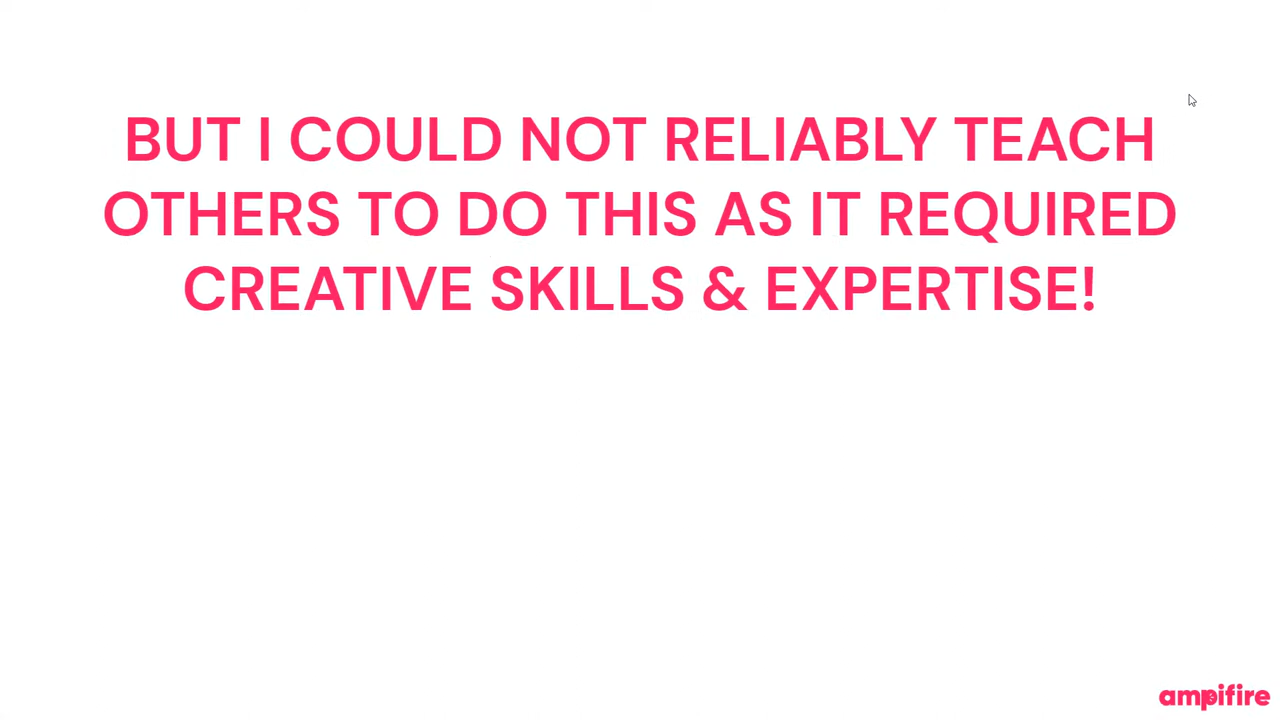 BUT I COULD NOT RELIABLY TEACH
OTHERS TO DO THIS AS IT REQUIRED
CREATIVE SKILLS & EXPERTISE!
ampifire